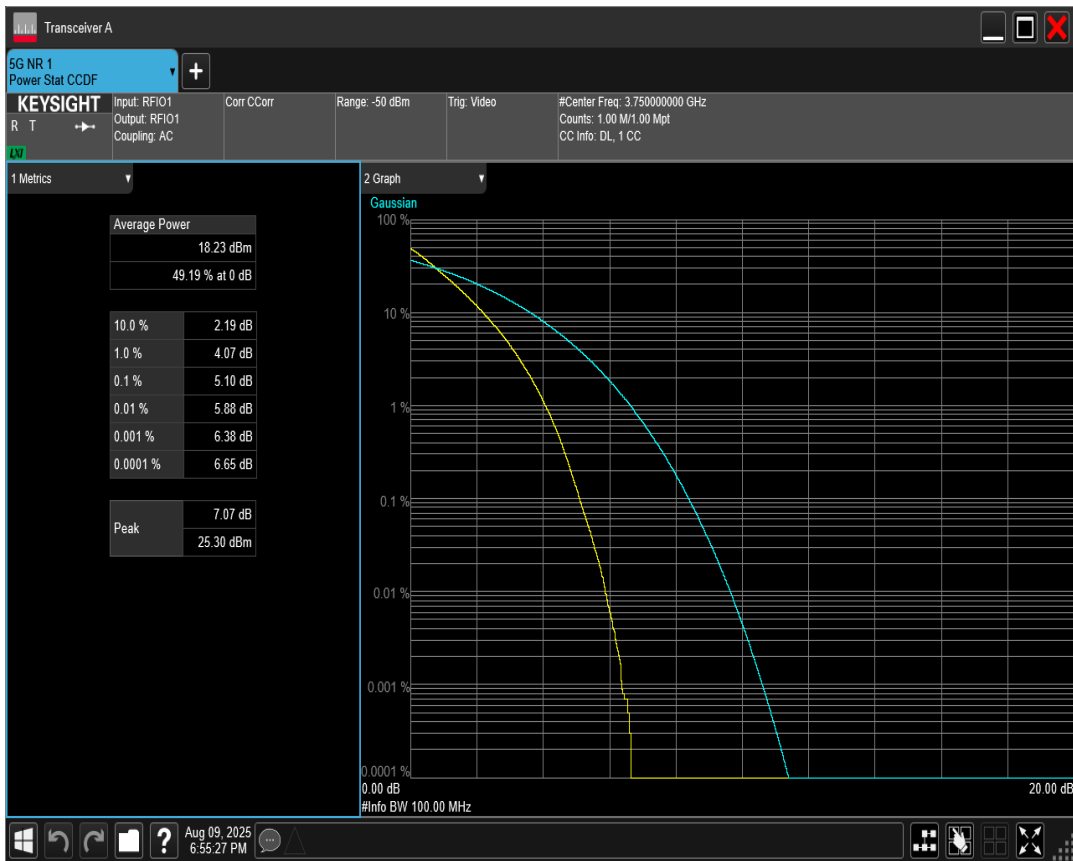 Transceiver A
5G NR 1
Power Stat CCDF
+
KEYSIGHT
R T
LXI
Input: RFIO1
Output: RFIO1
Coupling: AC
Corr CCorr
Range: -50 dBm
Trig: Video
#Center Freq: 3.750000000 GHz
Counts: 1.00 M/1.00 Mpt
CC Info: DL, 1 CC
1 Metrics
Average Power
18.23 dBm
49.19 % at 0 dB
10.0 % 2.19 dB
1.0 % 4.07 dB
0.1 % 5.10 dB
0.01 % 5.88 dB
0.001 % 6.38 dB
0.0001 % 6.65 dB
Peak 7.07 dB
25.30 dBm
2 Graph
Gaussian
100 %
10 %
1 %
0.1 %
0.01 %
0.001 %
0.0001 %
0.00 dB 20.00 dB
#Info BW 100.00 MHz
?
Aug 09, 2025
6:55:27 PM